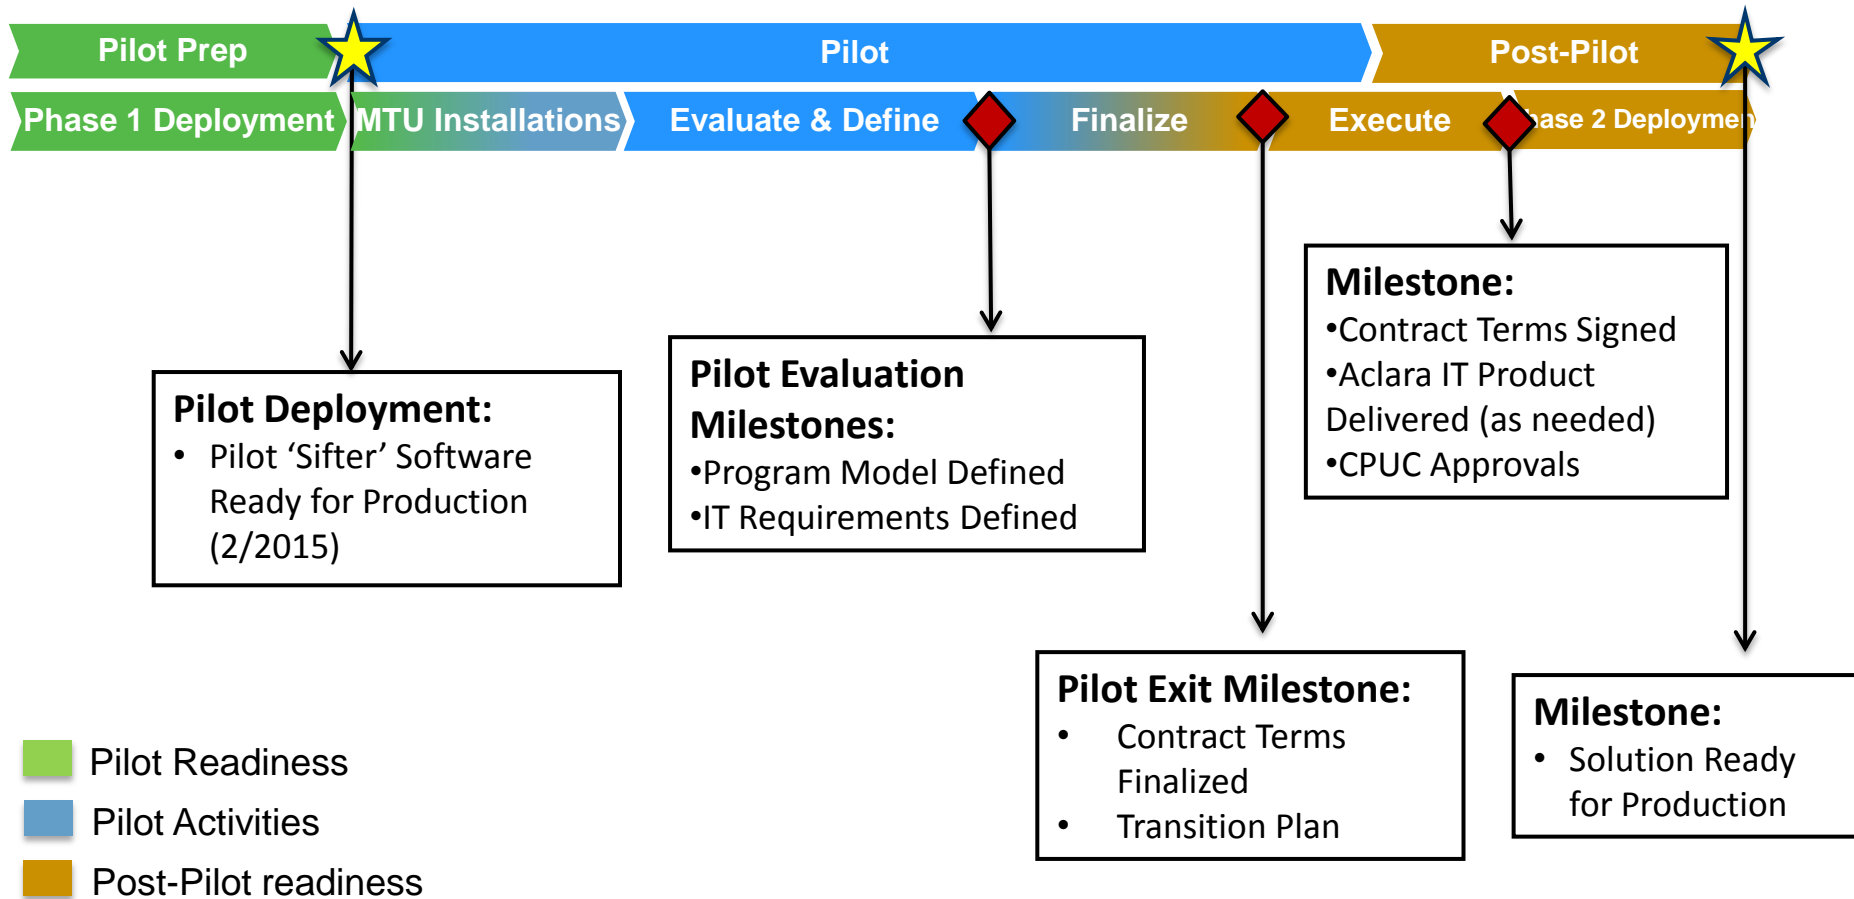 Pilot Prep
Pilot
Post-Pilot
Phase 1 Deployment
MTU Installations
Evaluate & Define
Finalize
Execute
hase 2 Deploymen
Pilot Deployment:
• Pilot ‘Sifter’ Software
Ready for Production
(2/2015)
Pilot Evaluation
Milestones:
•Program Model Defined
•IT Requirements Defined
Milestone:
•Contract Terms Signed
•Aclara IT Product
Delivered (as needed)
•CPUC Approvals
Pilot Exit Milestone:
• Contract Terms
Finalized
• Transition Plan
Milestone:
• Solution Ready
for Production
Pilot Readiness
Pilot Activities
Post-Pilot readiness